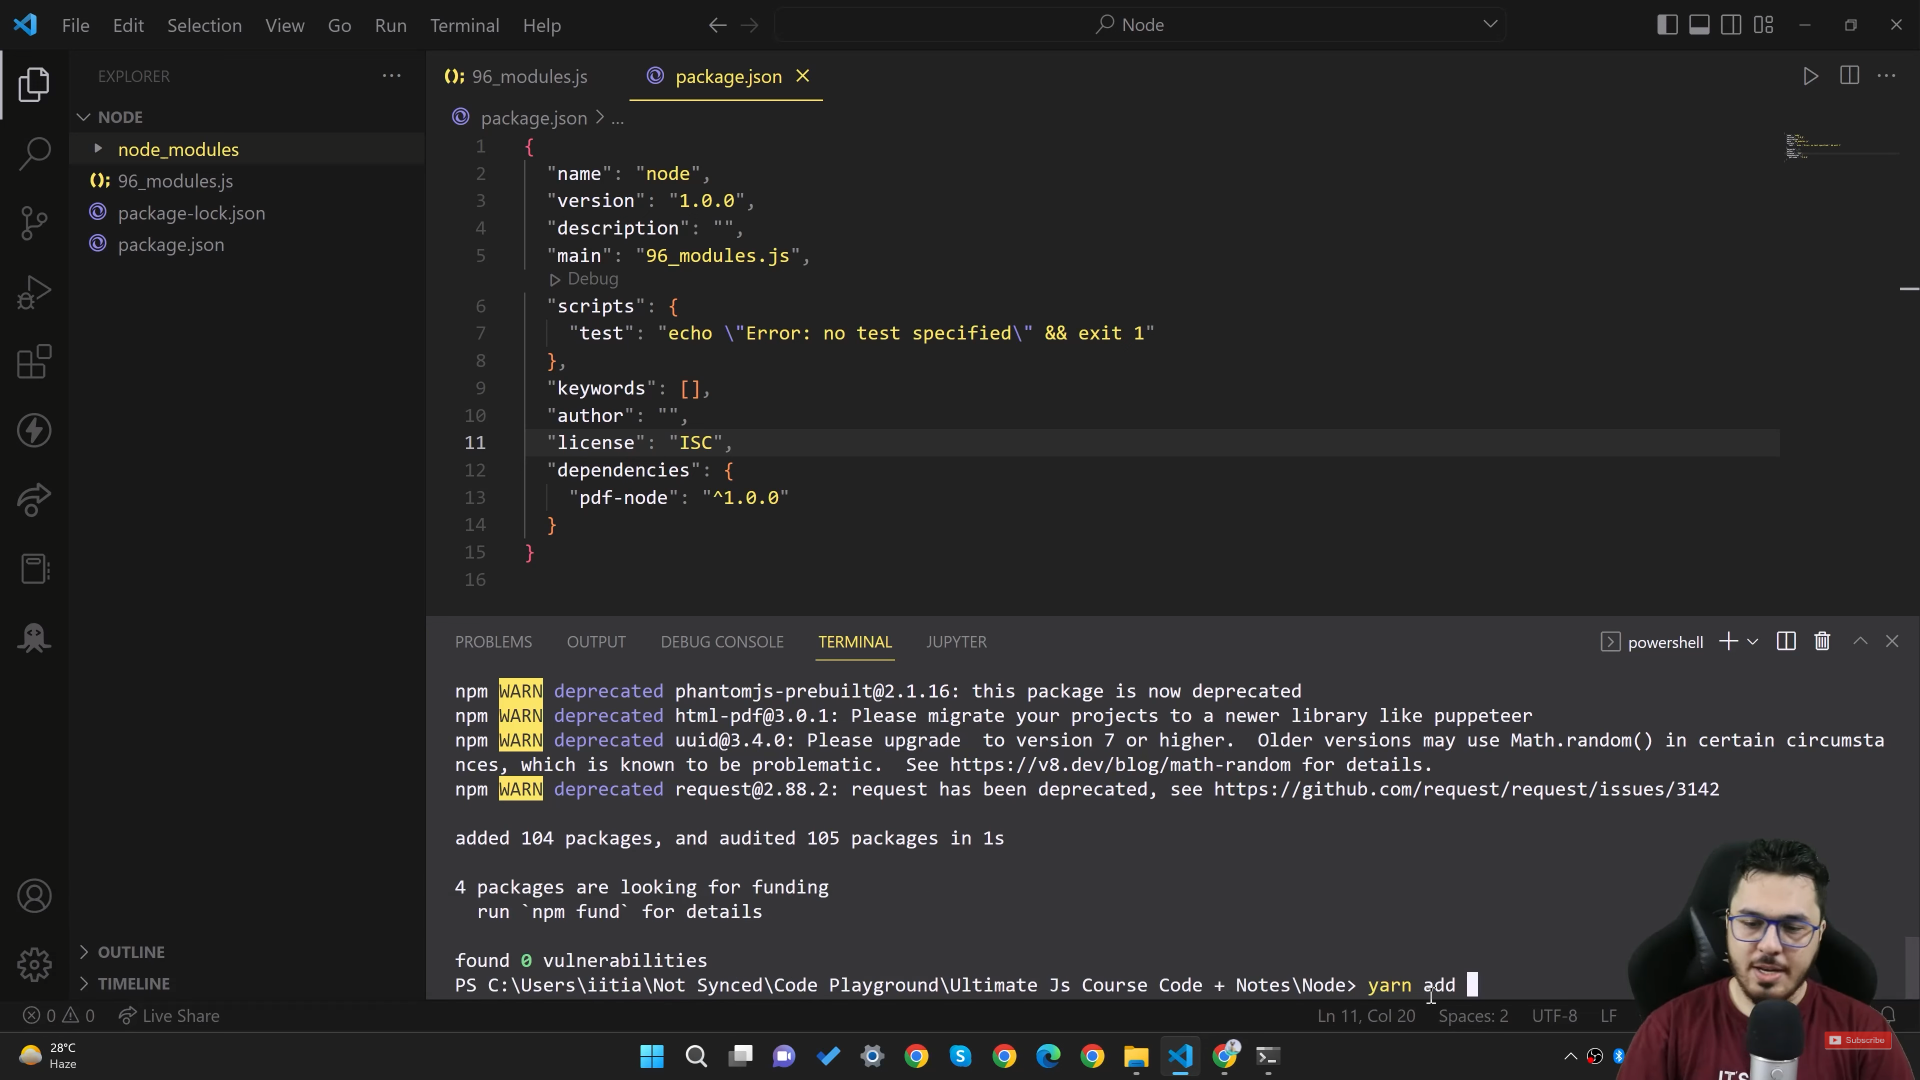 File Edit Selection View Go Run Terminal Help
Node
EXPLORER
NODE
node_modules
96_modules.js
package-lock.json
package.json
OUTLINE
TIMELINE
96_modules.js
package.json
package.json > ...
1 {
2 "name": "node",
3 "version": "1.0.0",
4 "description": "",
5 "main": "96_modules.js",
Debug
6 "scripts": {
7 "test": "echo \"Error: no test specified\" && exit 1"
8 },
9 "keywords": [],
10 "author": "",
11 "license": "ISC",
12 "dependencies": {
13 "pdf-node": "^1.0.0"
14 }
15 }
16
PROBLEMS OUTPUT DEBUG CONSOLE TERMINAL JUPYTER
powershell
npm WARN deprecated phantomjs-prebuilt@2.1.16: this package is now deprecated
npm WARN deprecated html-pdf@3.0.1: Please migrate your projects to a newer library like puppeteer
npm WARN deprecated uuid@3.4.0: Please upgrade  to version 7 or higher.  Older versions may use Math.random() in certain circumsta
nces, which is known to be problematic.  See https://v8.dev/blog/math-random for details.
npm WARN deprecated request@2.88.2: request has been deprecated, see https://github.com/request/request/issues/3142
added 104 packages, and audited 105 packages in 1s
4 packages are looking for funding
run `npm fund` for details
found 0 vulnerabilities
PS C:\Users\iitia\Not Synced\Code Playground\Ultimate Js Course Code + Notes\Node> yarn add
0 0 Live Share
Ln 11, Col 20 Spaces: 2 UTF-8 LF
28°C
Haze
Subscribe
IT'S